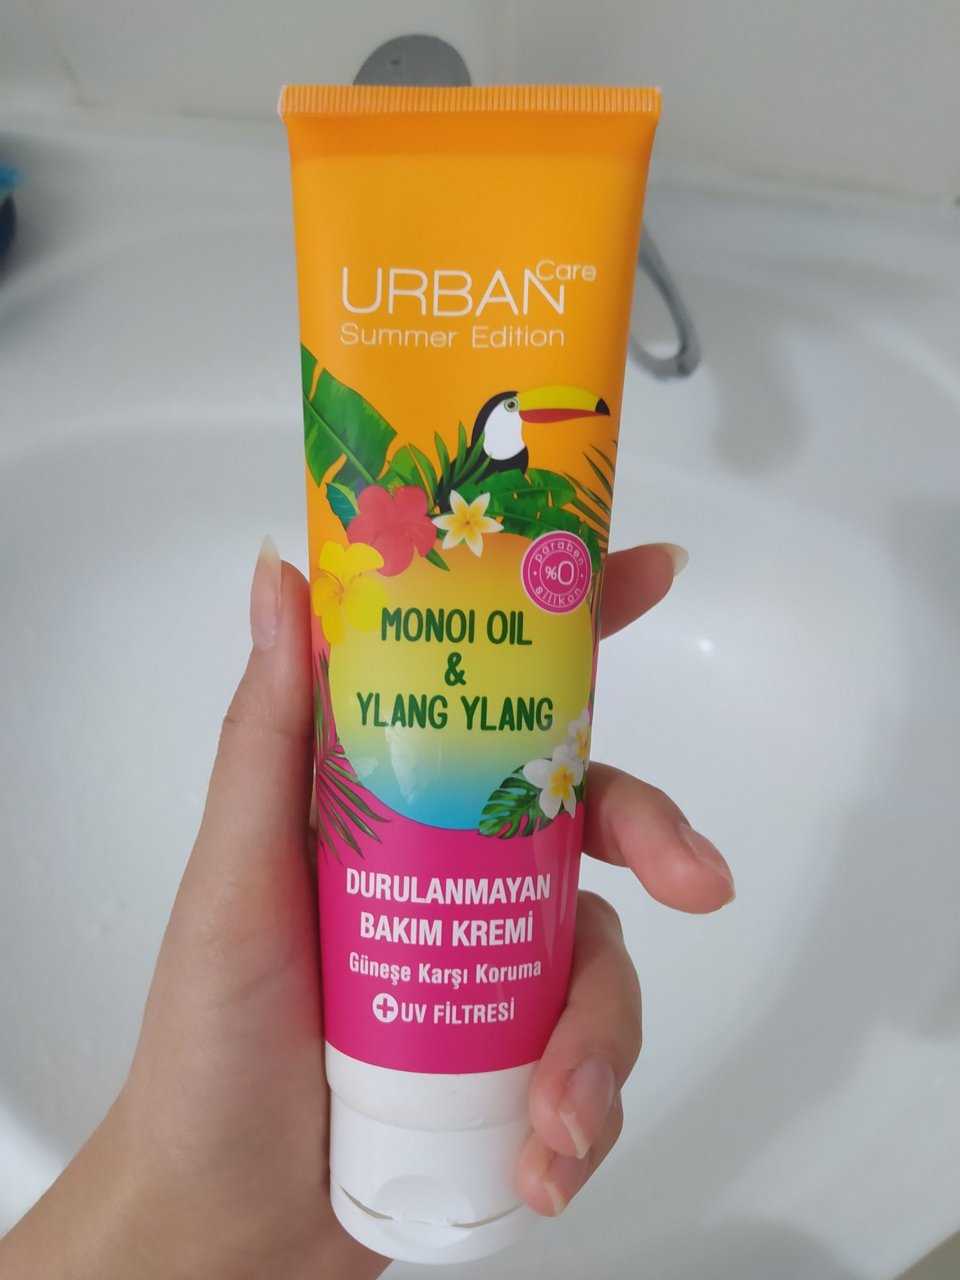 URBAN Care
Summer Edition
paraben
%0
silikon
MONOI OIL
&
YLANG YLANG
DURULANMAYAN
BAKIM KREMİ
Güneşe Karşı Koruma
+UV FİLTRESİ